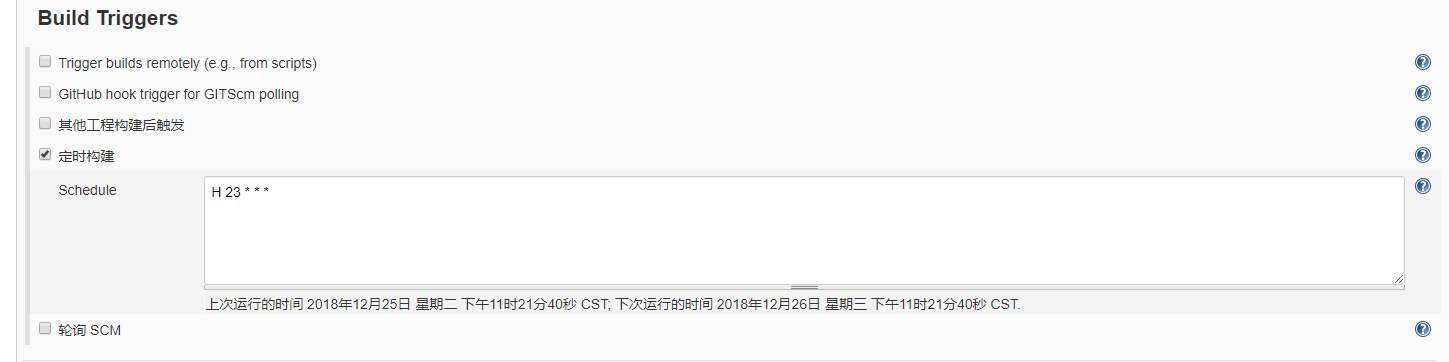 Build Triggers
Trigger builds remotely (e.g., from scripts)
GitHub hook trigger for GITScm polling
其他工程构建后触发
定时构建
Schedule
H 23 * * *
上次运行的时间 2018年12月25日 星期二 下午11时21分40秒 CST; 下次运行的时间 2018年12月26日 星期三 下午11时21分40秒 CST.
轮询 SCM